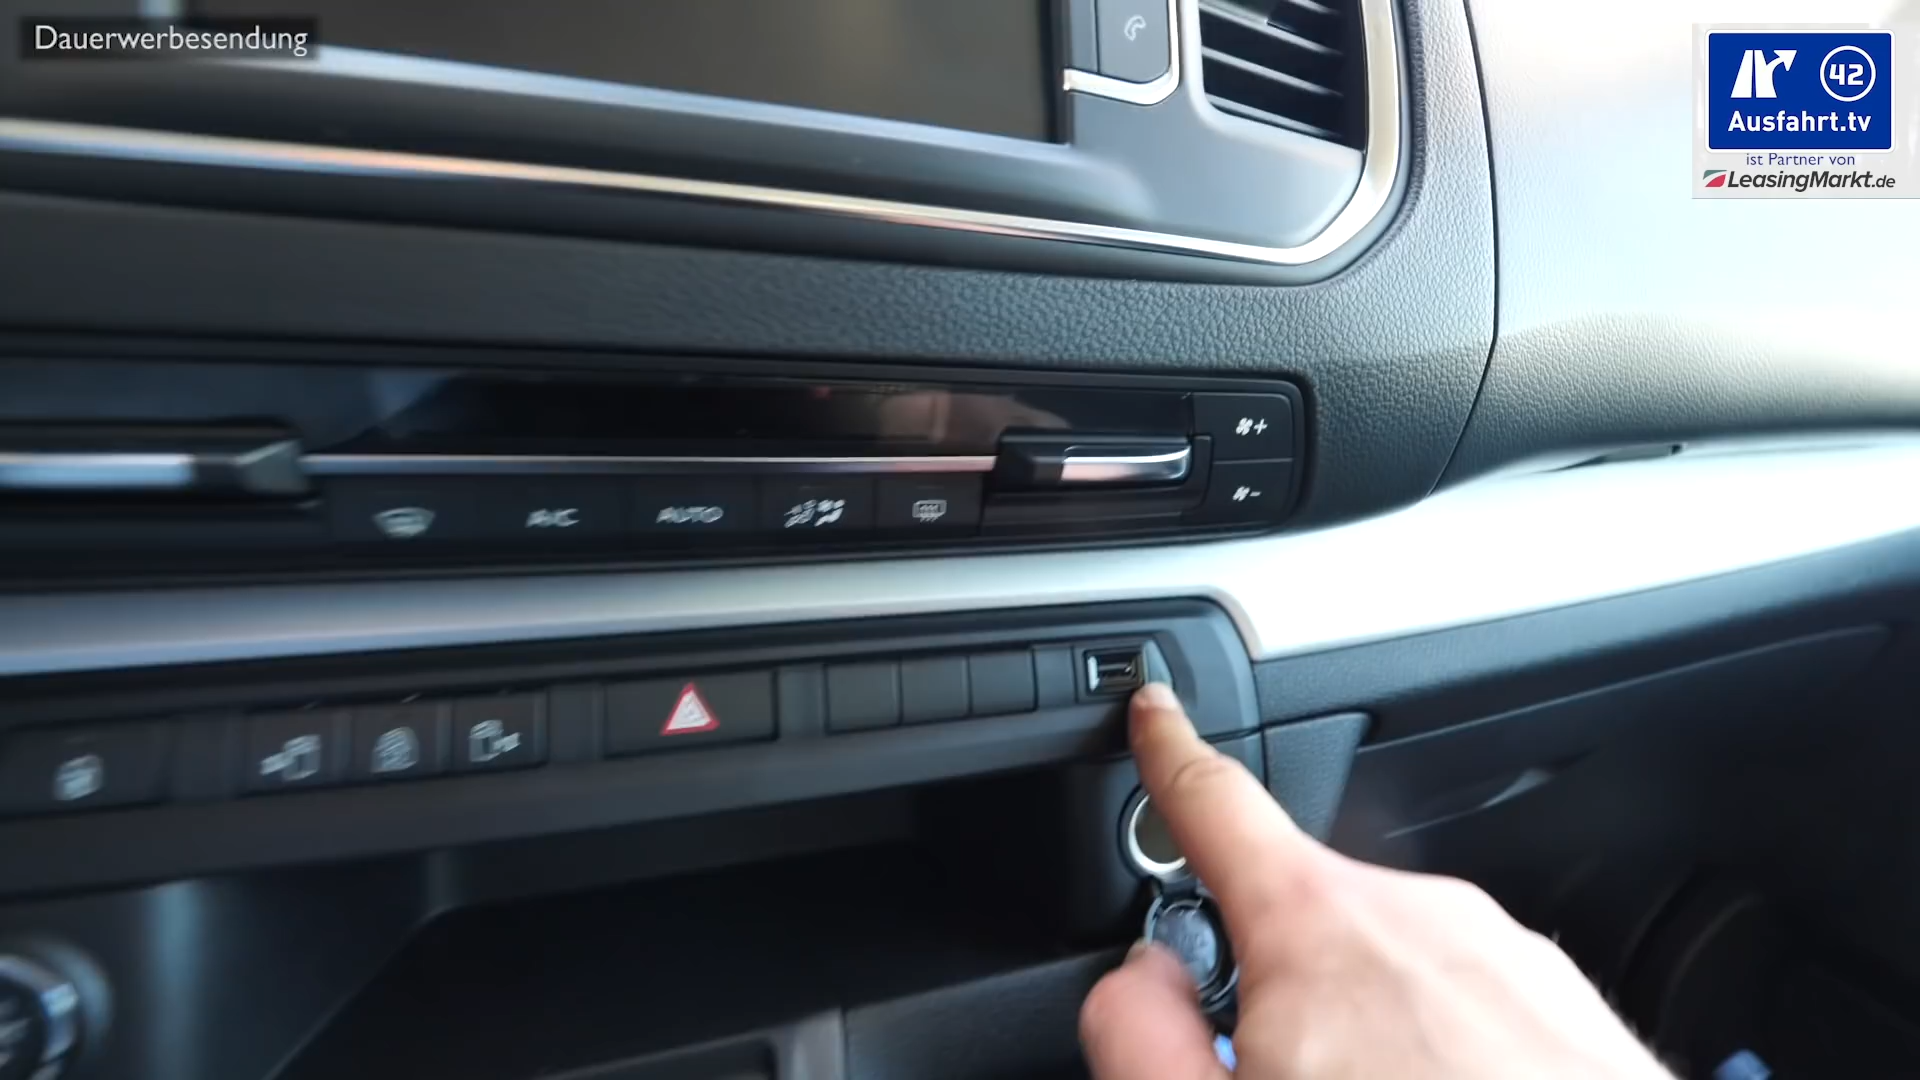 Dauerwerbesendung
42
Ausfahrt.tv
ist Partner von
LeasingMarkt.de
+
-
A/C
AUTO